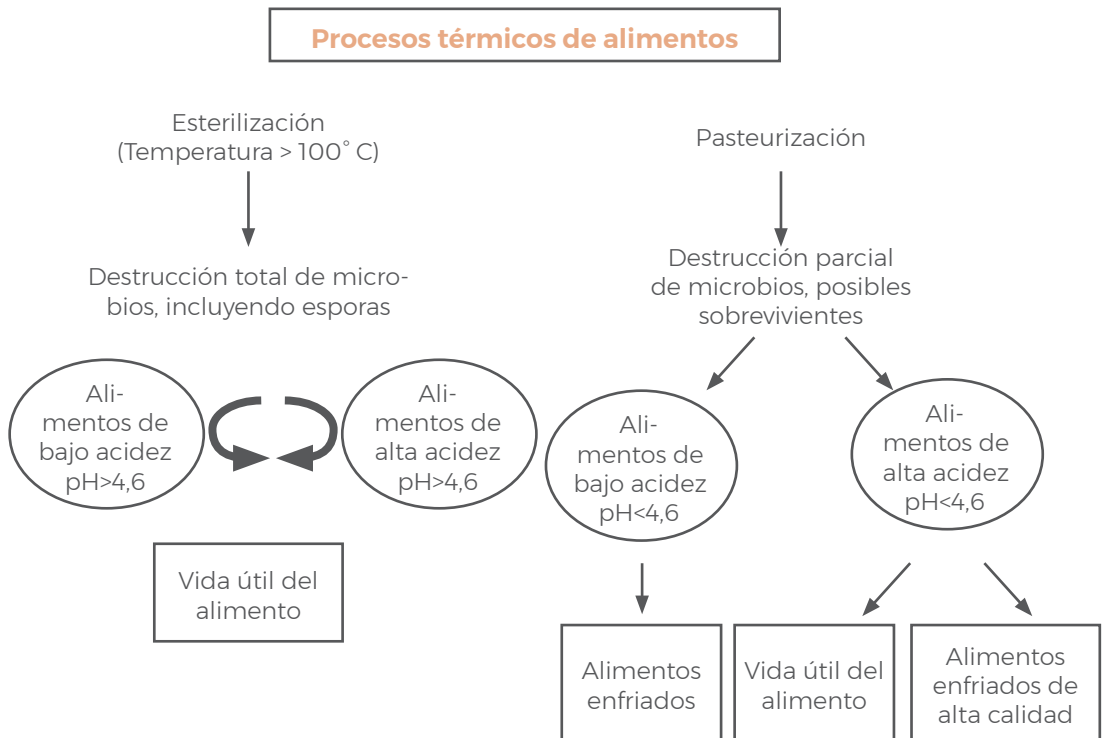 Procesos térmicos de alimentos
Esterilización
(Temperatura > 100° C)
Pasteurización
Destrucción total de micro-
bios, incluyendo esporas
Destrucción parcial
de microbios, posibles
sobrevivientes
Ali-
mentos de
bajo acidez
pH>4,6
Ali-
mentos de
alta acidez
pH>4,6
Ali-
mentos de
bajo acidez
pH<4,6
Ali-
mentos de
alta acidez
pH<4,6
Vida útil del
alimento
Alimentos
enfriados
Vida útil del
alimento
Alimentos
enfriados de
alta calidad